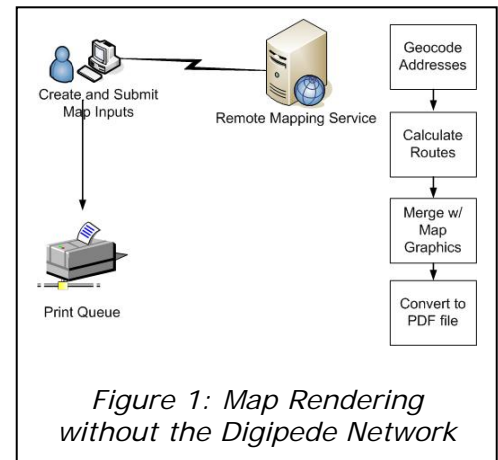 Create and Submit
Map Inputs
Remote Mapping Service
Print Queue
Geocode
Addresses
Calculate
Routes
Merge w/
Map
Graphics
Convert to
PDF file
Figure 1: Map Rendering
without the Digipede Network